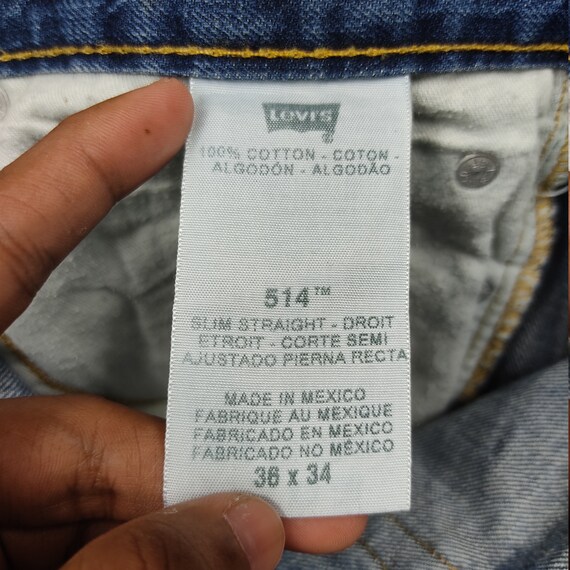 Levi's
®
100% COTTON - COTON -
ALGODÓN - ALGODÃO
514™
SLIM STRAIGHT - DROIT
ETROIT - CORTE SEMI
AJUSTADO PIERNA RECTA
MADE IN MEXICO
FABRIQUE AU MEXIQUE
FABRICADO EN MEXICO
FABRICADO NO MÉXICO
36 x 34